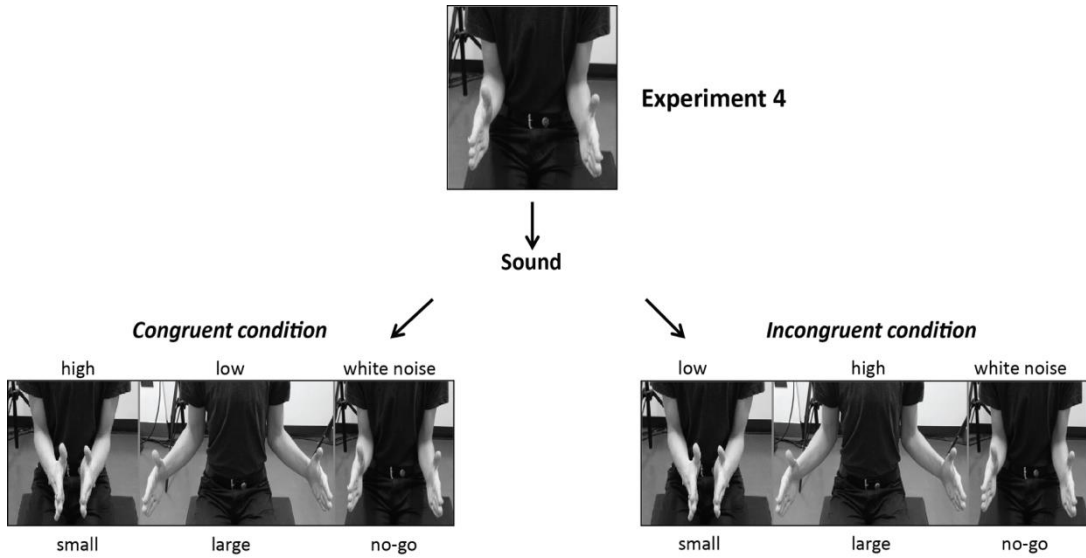 Experiment 4
Sound
Congruent condition
Incongruent condition
high low white noise
low high white noise
small large no-go
small large no-go